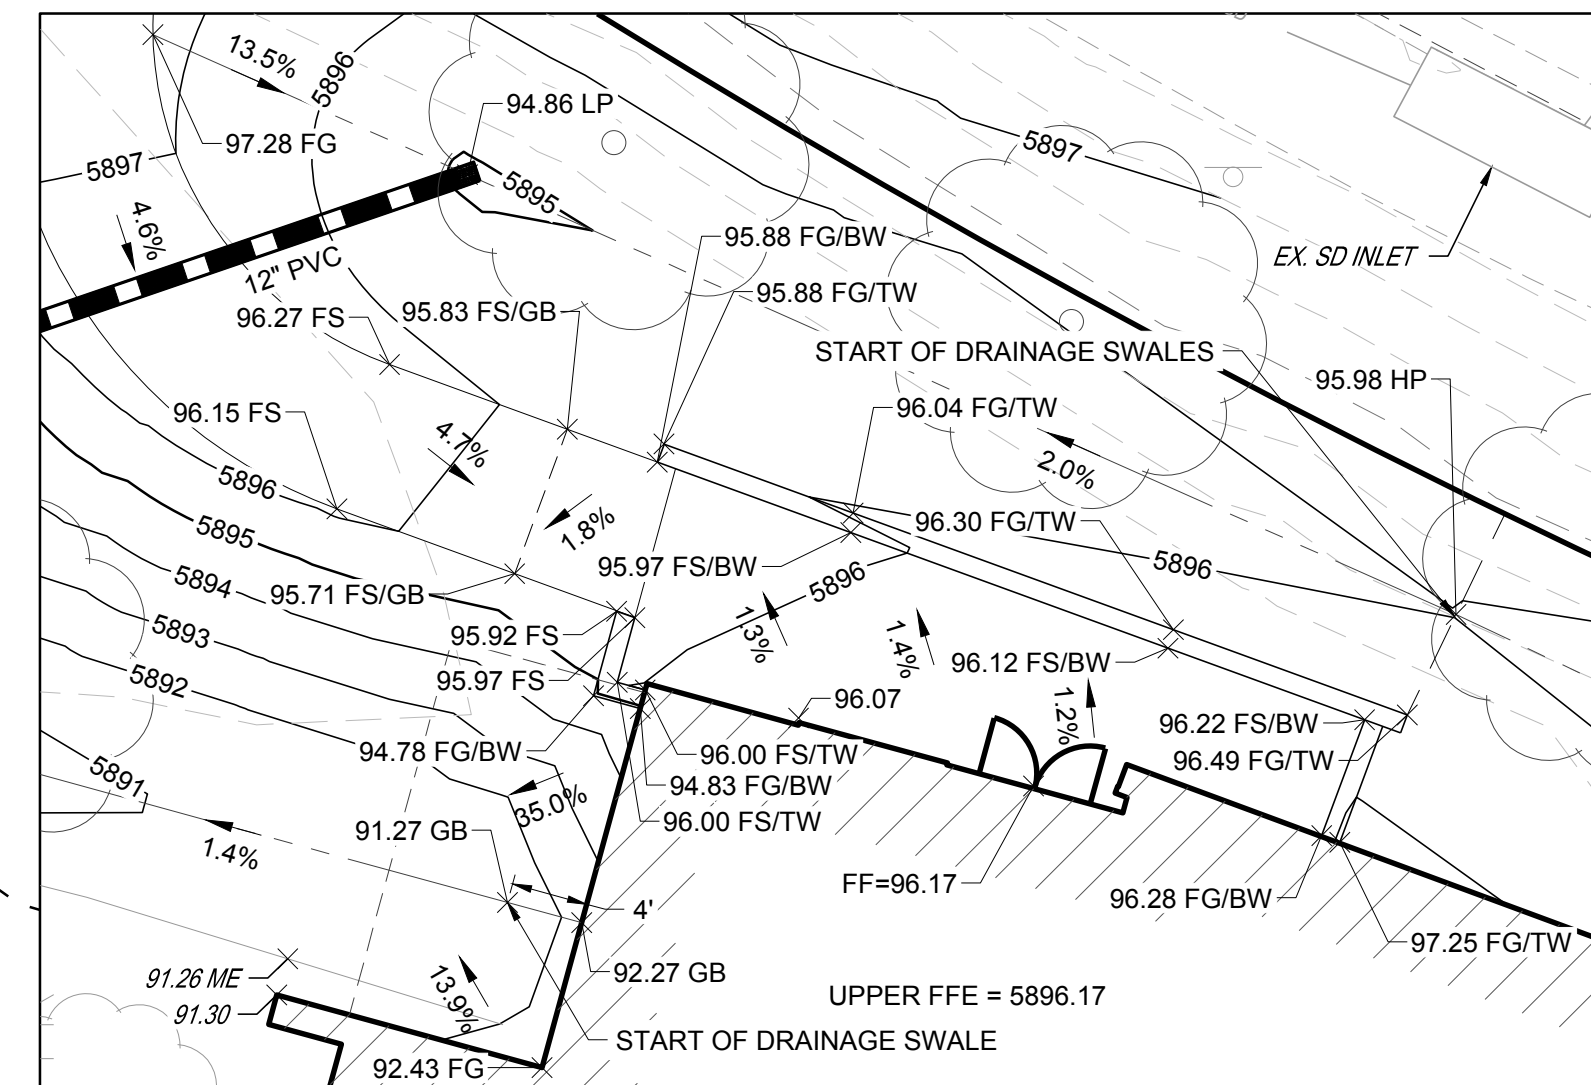 13.5%
5896
94.86 LP
97.28 FG
5897
5897
5895
4.6%
12" PVC
95.88 FG/BW
EX. SD INLET
95.88 FG/TW
96.27 FS
95.83 FS/GB
START OF DRAINAGE SWALES
95.98 HP
96.15 FS
96.04 FG/TW
4.7%
2.0%
5896
96.30 FG/TW
5895
1.8%
95.97 FS/BW
5896
5896
5894
95.71 FS/GB
1.3%
1.4%
5893
95.92 FS
96.12 FS/BW
5892
95.97 FS
96.07
1.2%
96.22 FS/BW
94.78 FG/BW
96.00 FS/TW
96.49 FG/TW
5891
94.83 FG/BW
35.0%
96.00 FS/TW
91.27 GB
1.4%
FF=96.17
96.28 FG/BW
4'
97.25 FG/TW
91.26 ME
92.27 GB
13.9%
UPPER FFE = 5896.17
91.30
START OF DRAINAGE SWALE
92.43 FG